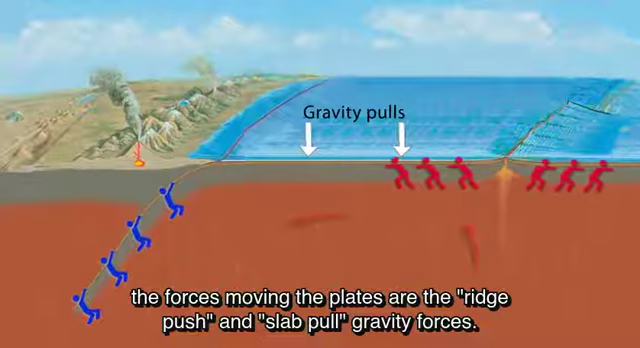 Gravity pulls
the forces moving the plates are the "ridge
push" and "slab pull" gravity forces.